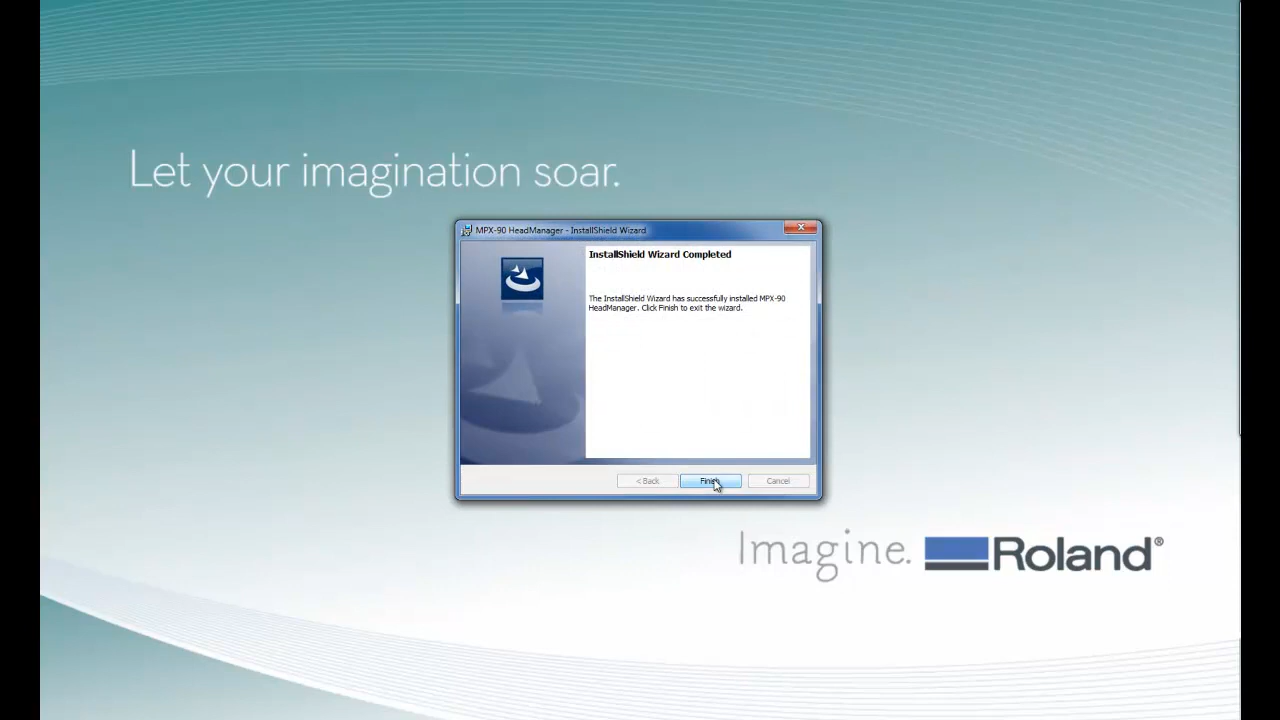 Let your imagination soar.
MPX-90 HeadManager - InstallShield Wizard
InstallShield Wizard Completed
The InstallShield Wizard has successfully installed MPX-90
HeadManager. Click Finish to exit the wizard.
< Back
Finish
Cancel
Imagine. Roland®